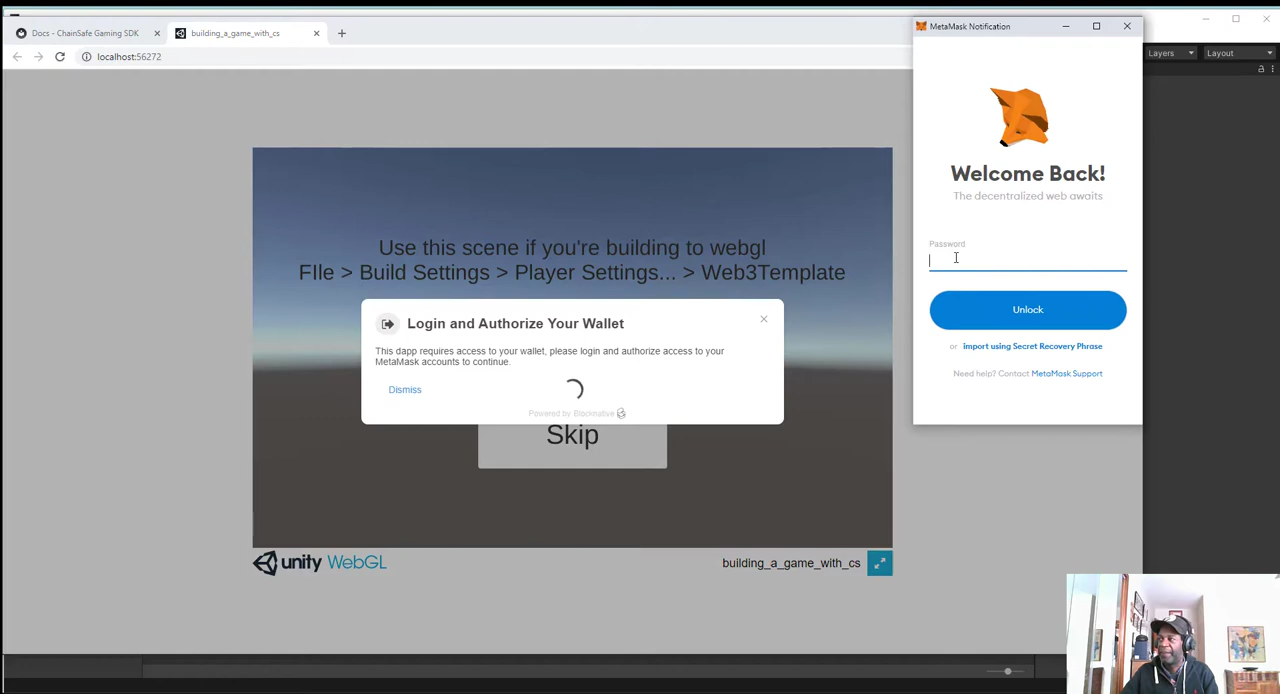 Docs - ChainSafe Gaming SDK
building_a_game_with_cs
localhost:56272
MetaMask Notification
Layers
Layout
Welcome Back!
The decentralized web awaits
Password
Unlock
or import using Secret Recovery Phrase
Need help? Contact MetaMask Support
Use this scene if you're building to webgl
FIle > Build Settings > Player Settings... > Web3Template
Login and Authorize Your Wallet
This dapp requires access to your wallet, please login and authorize access to your
MetaMask accounts to continue.
Dismiss
Powered by Blocknative
Skip
unity WebGL
building_a_game_with_cs